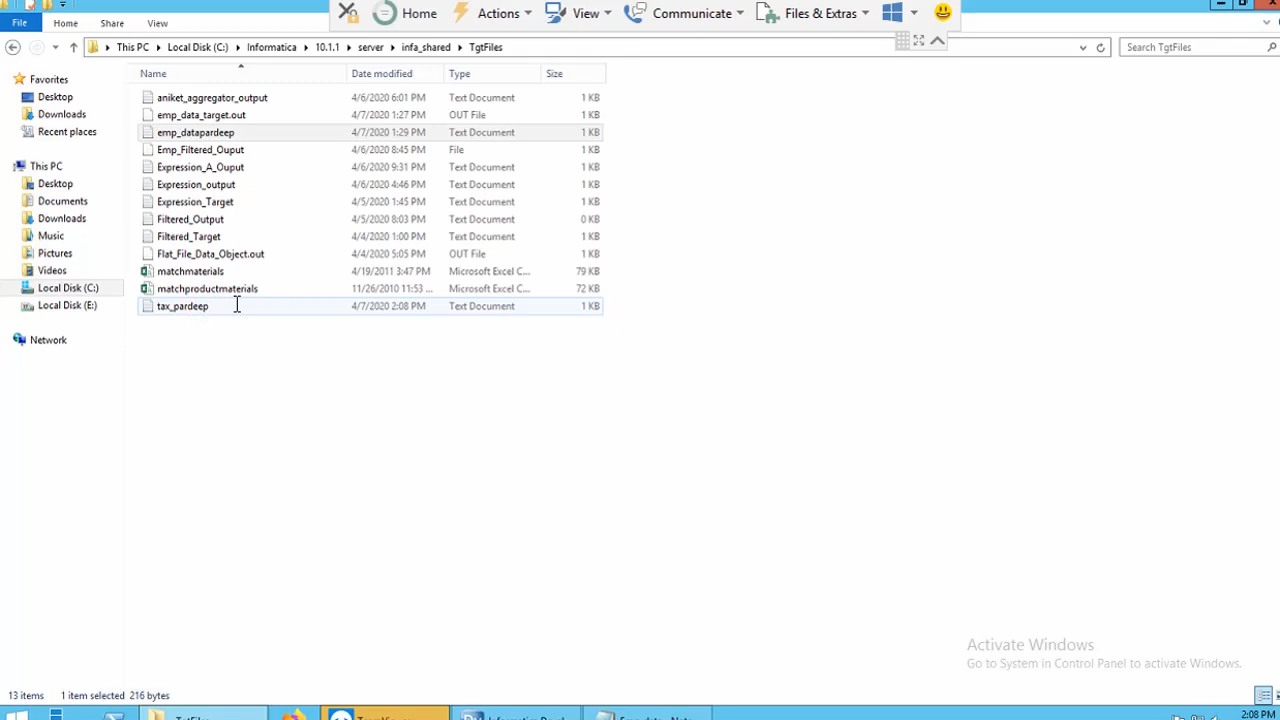 Home Actions View Communicate Files & Extras
File Home Share View
This PC Local Disk (C:) Informatica 10.1.1 server infa_shared TgtFiles Search TgtFiles
Name Date modified Type Size
Favorites
Desktop
Downloads
Recent places
This PC
Desktop
Documents
Downloads
Music
Pictures
Videos
Local Disk (C:)
Local Disk (E:)
Network
aniket_aggregator_output 4/6/2020 6:01 PM Text Document 1 KB
emp_data_target.out 4/7/2020 1:27 PM OUT File 1 KB
emp_datapardeep 4/7/2020 1:29 PM Text Document 1 KB
Emp_Filtered_Ouput 4/6/2020 8:45 PM File 1 KB
Expression_A_Ouput 4/6/2020 9:31 PM Text Document 1 KB
Expression_output 4/6/2020 4:46 PM Text Document 1 KB
Expression_Target 4/5/2020 1:45 PM Text Document 1 KB
Filtered_Output 4/5/2020 8:03 PM Text Document 0 KB
Filtered_Target 4/4/2020 1:00 PM Text Document 1 KB
Flat_File_Data_Object.out 4/4/2020 5:05 PM OUT File 1 KB
matchmaterials 4/19/2011 3:47 PM Microsoft Excel C... 79 KB
matchproductmaterials 11/26/2010 11:53 ... Microsoft Excel C... 72 KB
tax_pardeep 4/7/2020 2:08 PM Text Document 1 KB
Activate Windows
Go to System in Control Panel to activate Windows.
13 items 1 item selected 216 bytes
2:08 PM